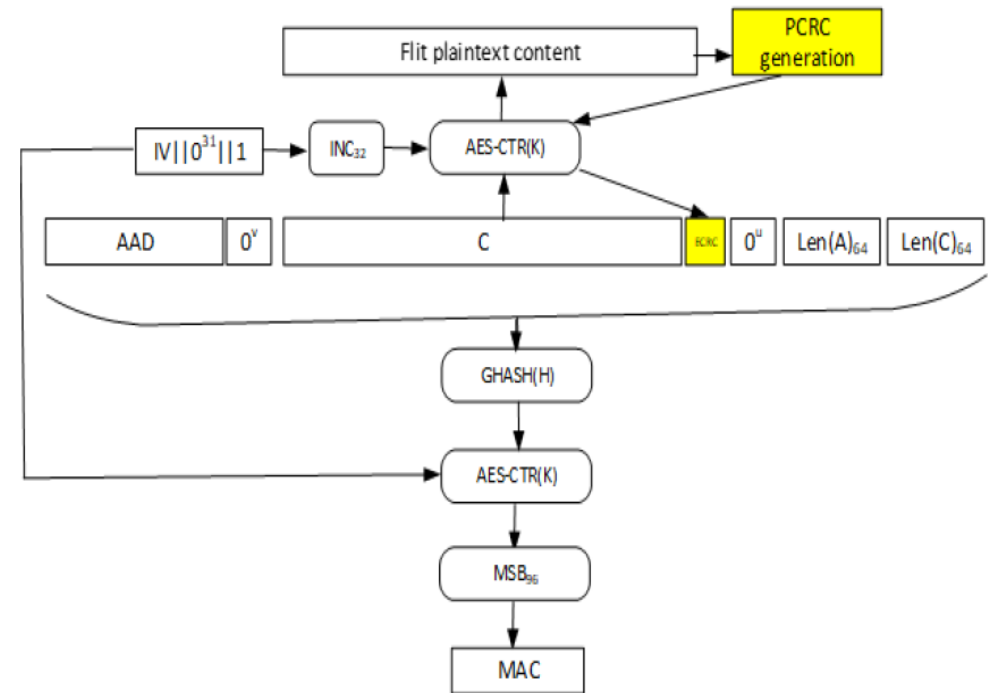 PCRC
generation
Flit plaintext content
IV||0³¹||1
INC₃₂
AES-CTR(K)
AAD
0ᵛ
C
ECRC
0ᵘ
Len(A)₆₄
Len(C)₆₄
GHASH(H)
AES-CTR(K)
MSB₉₆
MAC